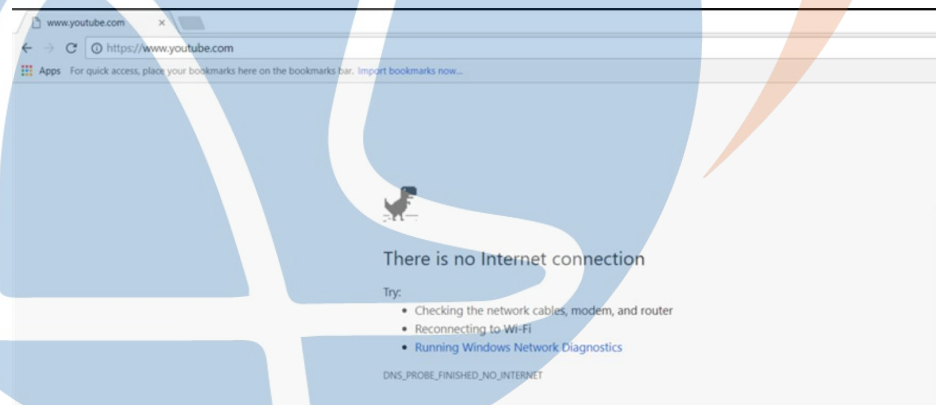 www.youtube.com
https://www.youtube.com
Apps For quick access, place your bookmarks here on the bookmarks bar. Import bookmarks now...
There is no Internet connection
Try:
• Checking the network cables, modem, and router
• Reconnecting to Wi-Fi
• Running Windows Network Diagnostics
DNS_PROBE_FINISHED_NO_INTERNET